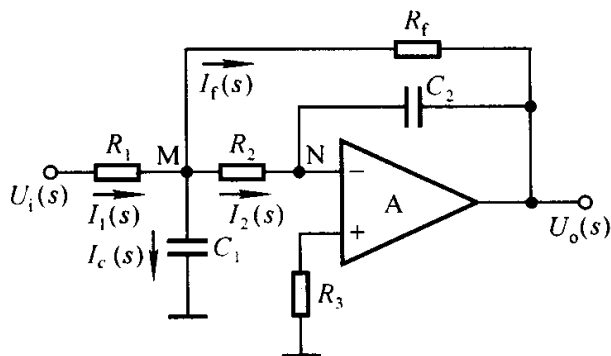 R_f
I_f(s)
C_2
R_1
M
R_2
N
−
U_i(s)
I_1(s)
I_2(s)
A
U_o(s)
I_c(s)
C_1
+
R_3